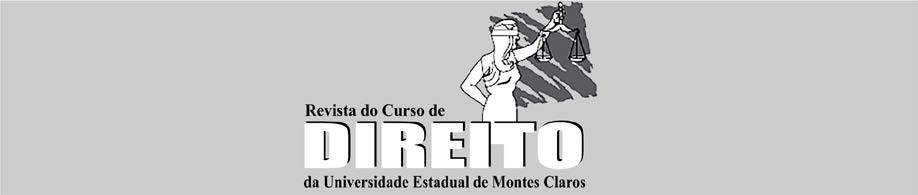 Revista do Curso de
DIREITO
da Universidade Estadual de Montes Claros